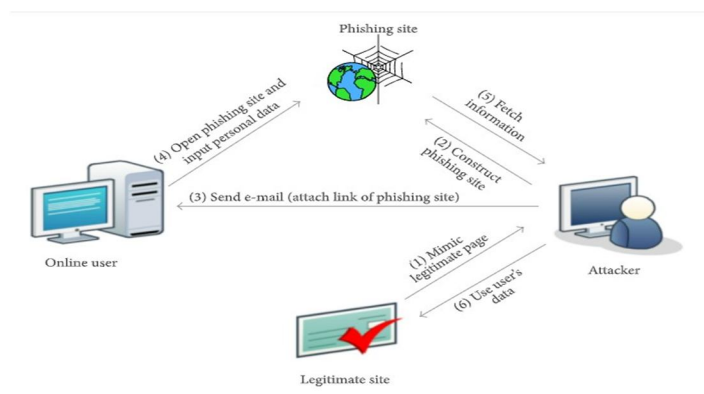 Phishing site
(4) Open phishing site and
input personal data
(5) Fetch
information
(2) Construct
phishing site
(3) Send e-mail (attach link of phishing site)
Online user
(1) Mimic
legitimate page
Attacker
(6) Use user's
data
Legitimate site